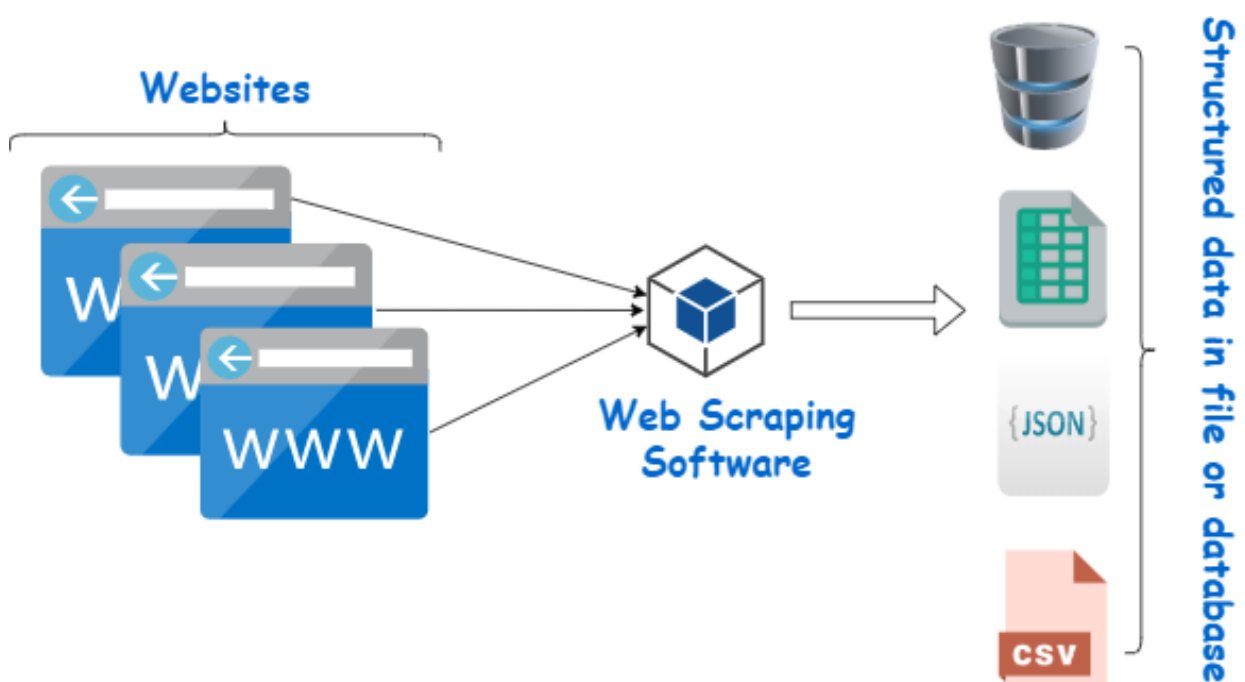 Websites
W
W
WWW
Web Scraping
Software
{JSON}
CSV
Structured data in file or database